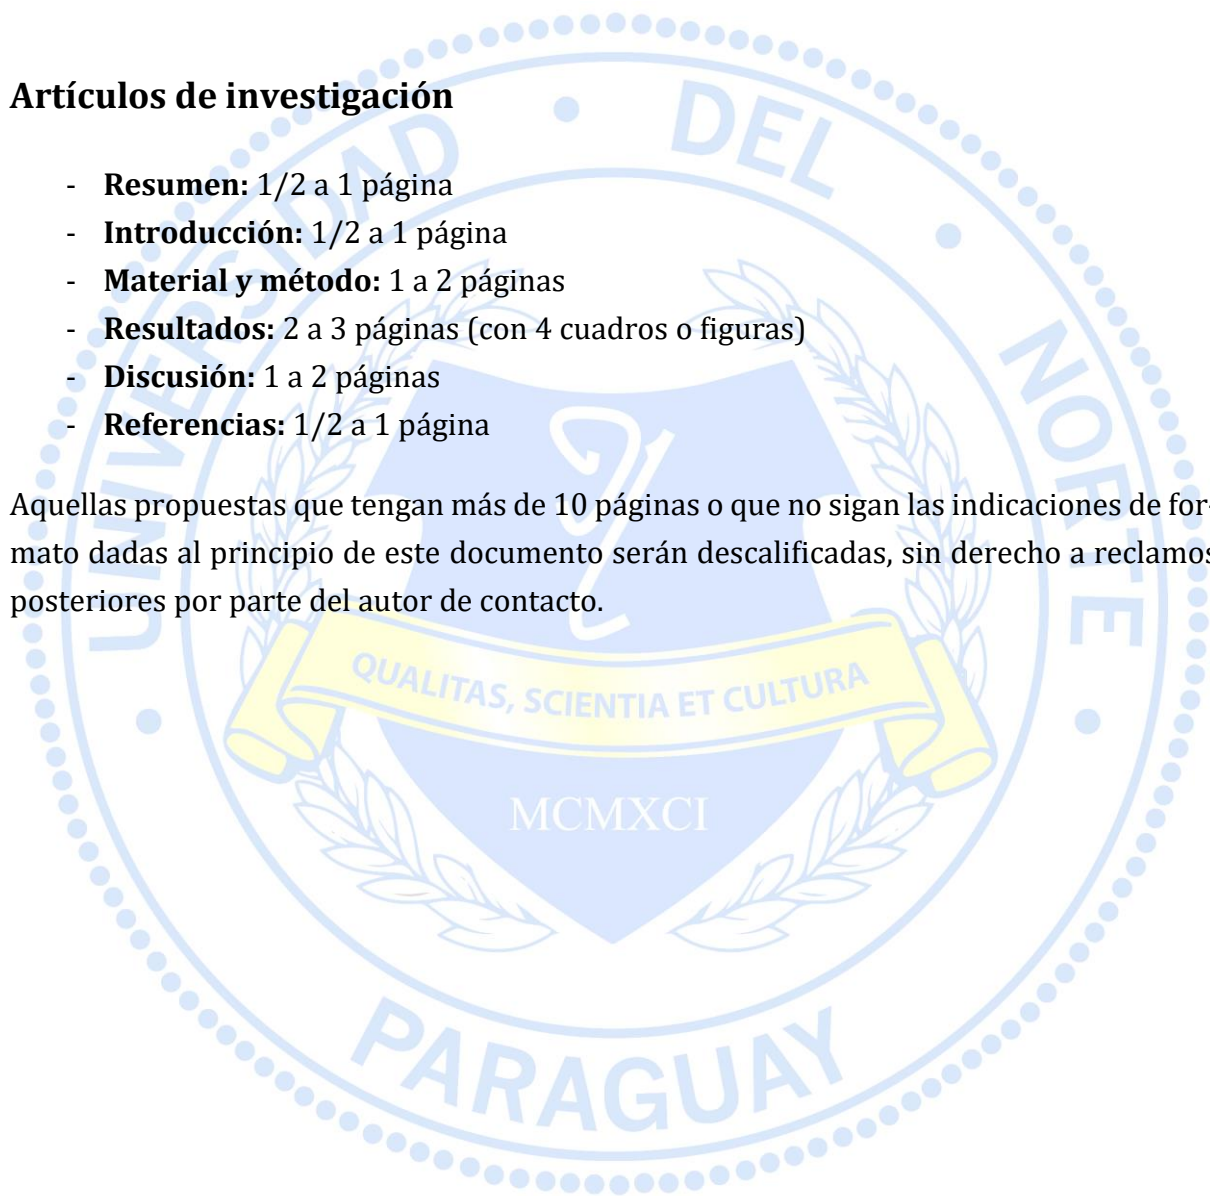 Artículos de investigación
- Resumen: 1/2 a 1 página
- Introducción: 1/2 a 1 página
- Material y método: 1 a 2 páginas
- Resultados: 2 a 3 páginas (con 4 cuadros o figuras)
- Discusión: 1 a 2 páginas
- Referencias: 1/2 a 1 página
Aquellas propuestas que tengan más de 10 páginas o que no sigan las indicaciones de for-
mato dadas al principio de este documento serán descalificadas, sin derecho a reclamos
posteriores por parte del autor de contacto.
UNIVERSIDAD DEL NORTE
QUALITAS, SCIENTIA ET CULTURA
MCMXCI
PARAGUAY